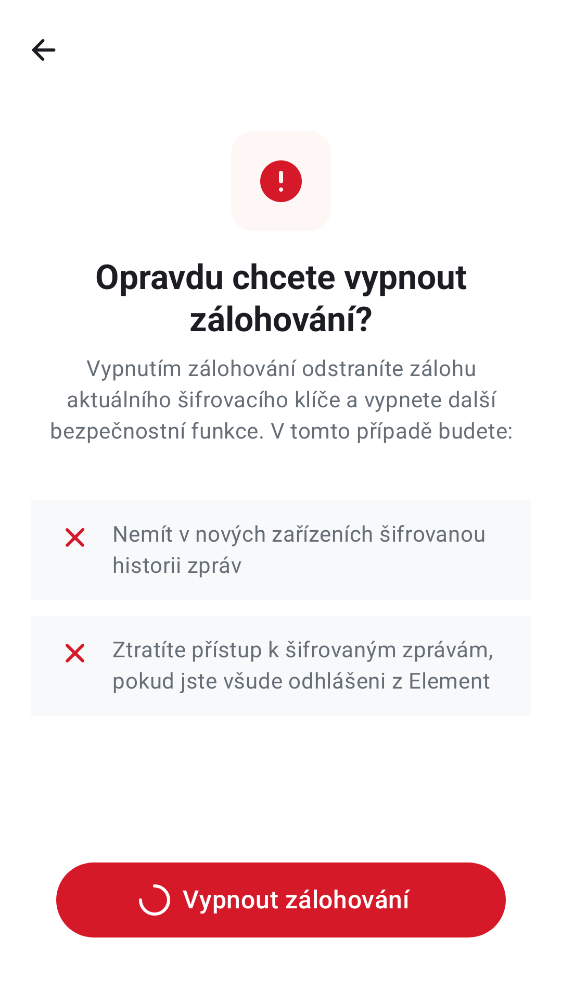 Opravdu chcete vypnout
zálohování?
Vypnutím zálohování odstraníte zálohu
aktuálního šifrovacího klíče a vypnete další
bezpečnostní funkce. V tomto případě budete:
Nemít v nových zařízeních šifrovanou
historii zpráv
Ztratíte přístup k šifrovaným zprávám,
pokud jste všude odhlášeni z Element
Vypnout zálohování